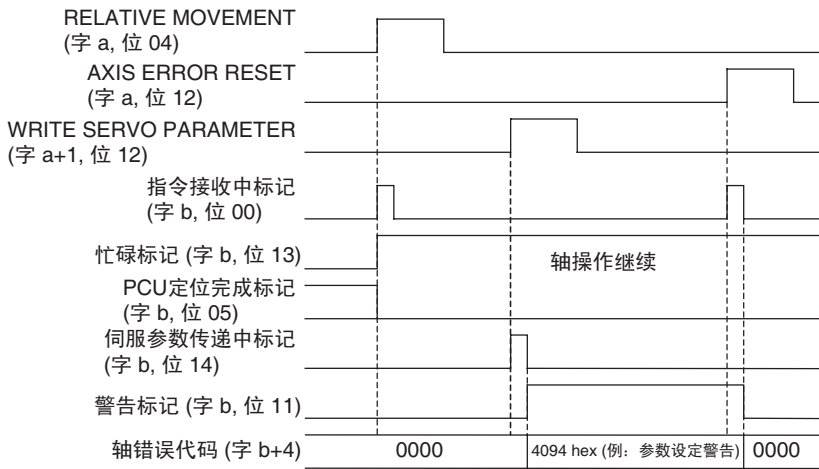 RELATIVE MOVEMENT
(字 a, 位 04)
AXIS ERROR RESET
(字 a, 位 12)
WRITE SERVO PARAMETER
(字 a+1, 位 12)
指令接收中标记
(字 b, 位 00)
忙碌标记 (字 b, 位 13)
轴操作继续
PCU定位完成标记
(字 b, 位 05)
伺服参数传递中标记
(字 b, 位 14)
警告标记 (字 b, 位 11)
轴错误代码 (字 b+4)
0000
4094 hex (例：参数设定警告)
0000